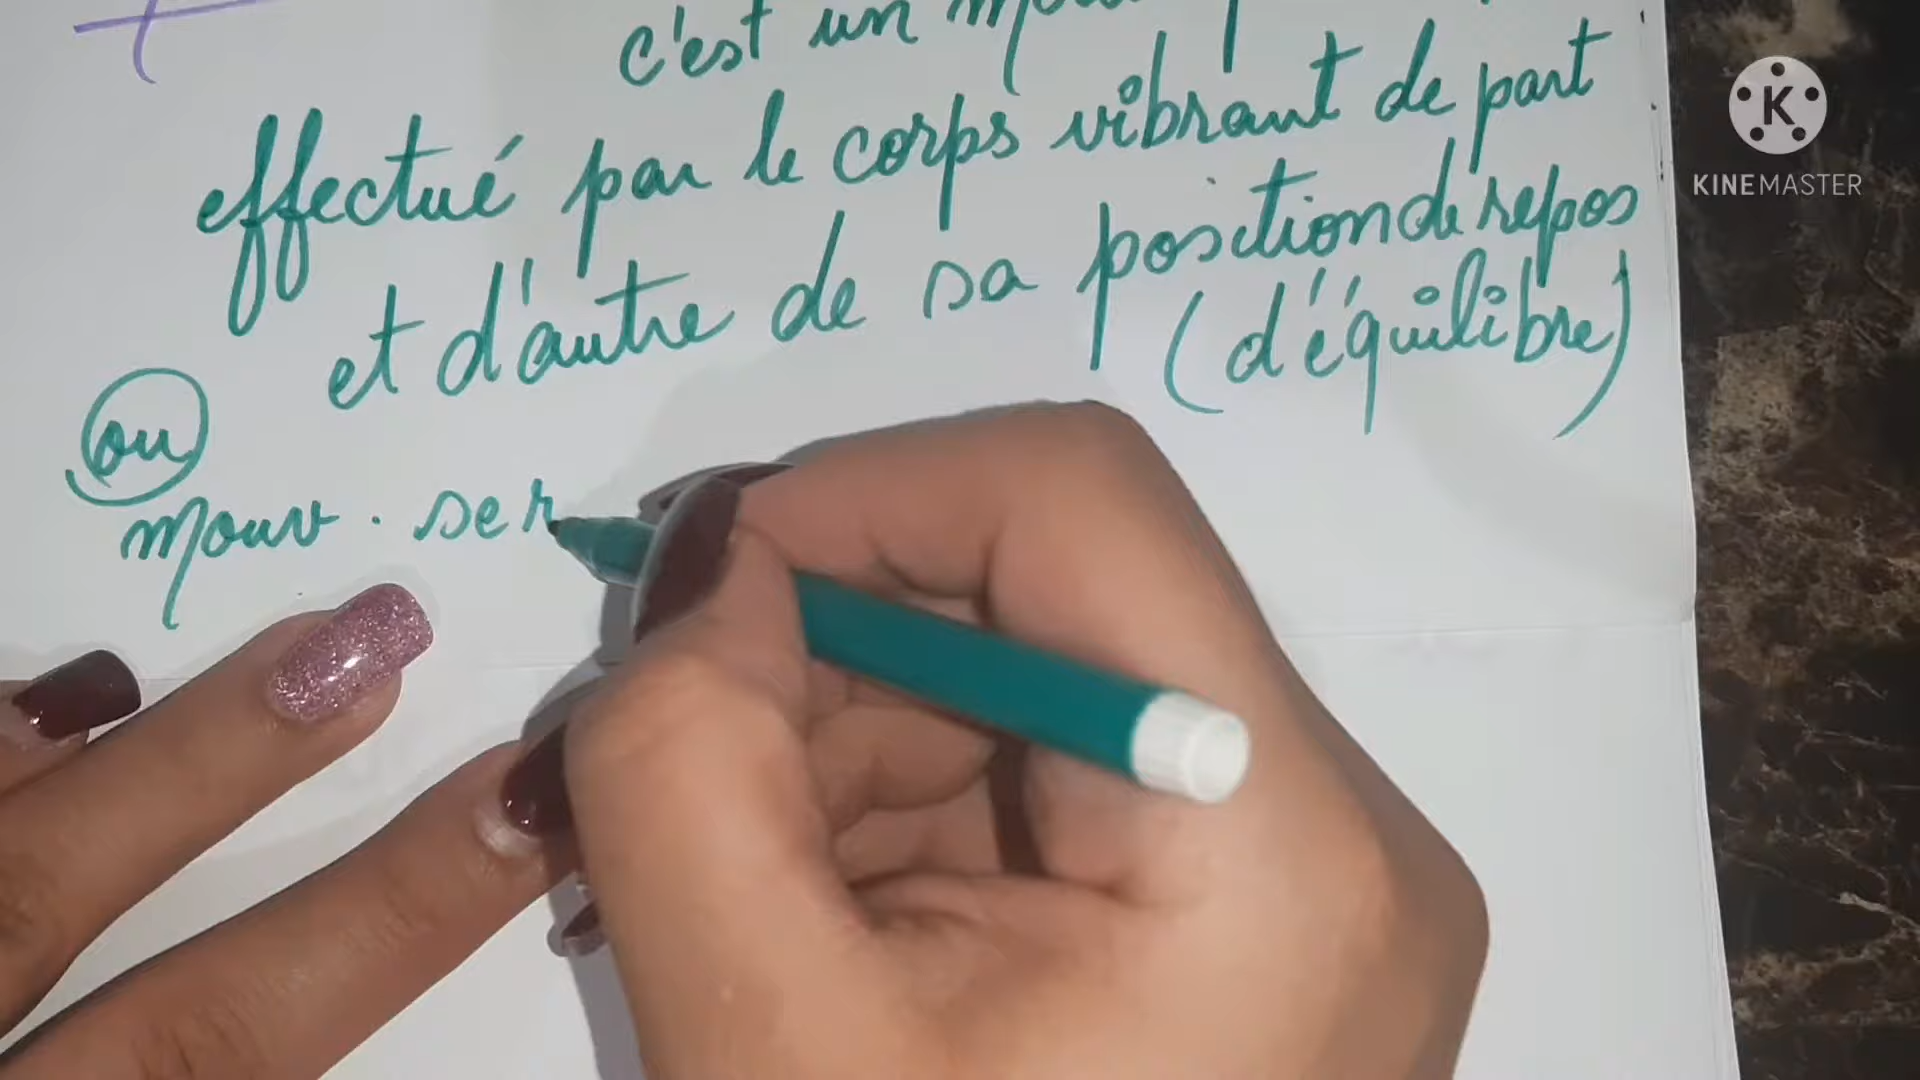 c'est un
effectué par le corps vibrant de part
et d'autre de sa position de repos
(d'équilibre)
ou
mouv. ser
K
KINEMASTER